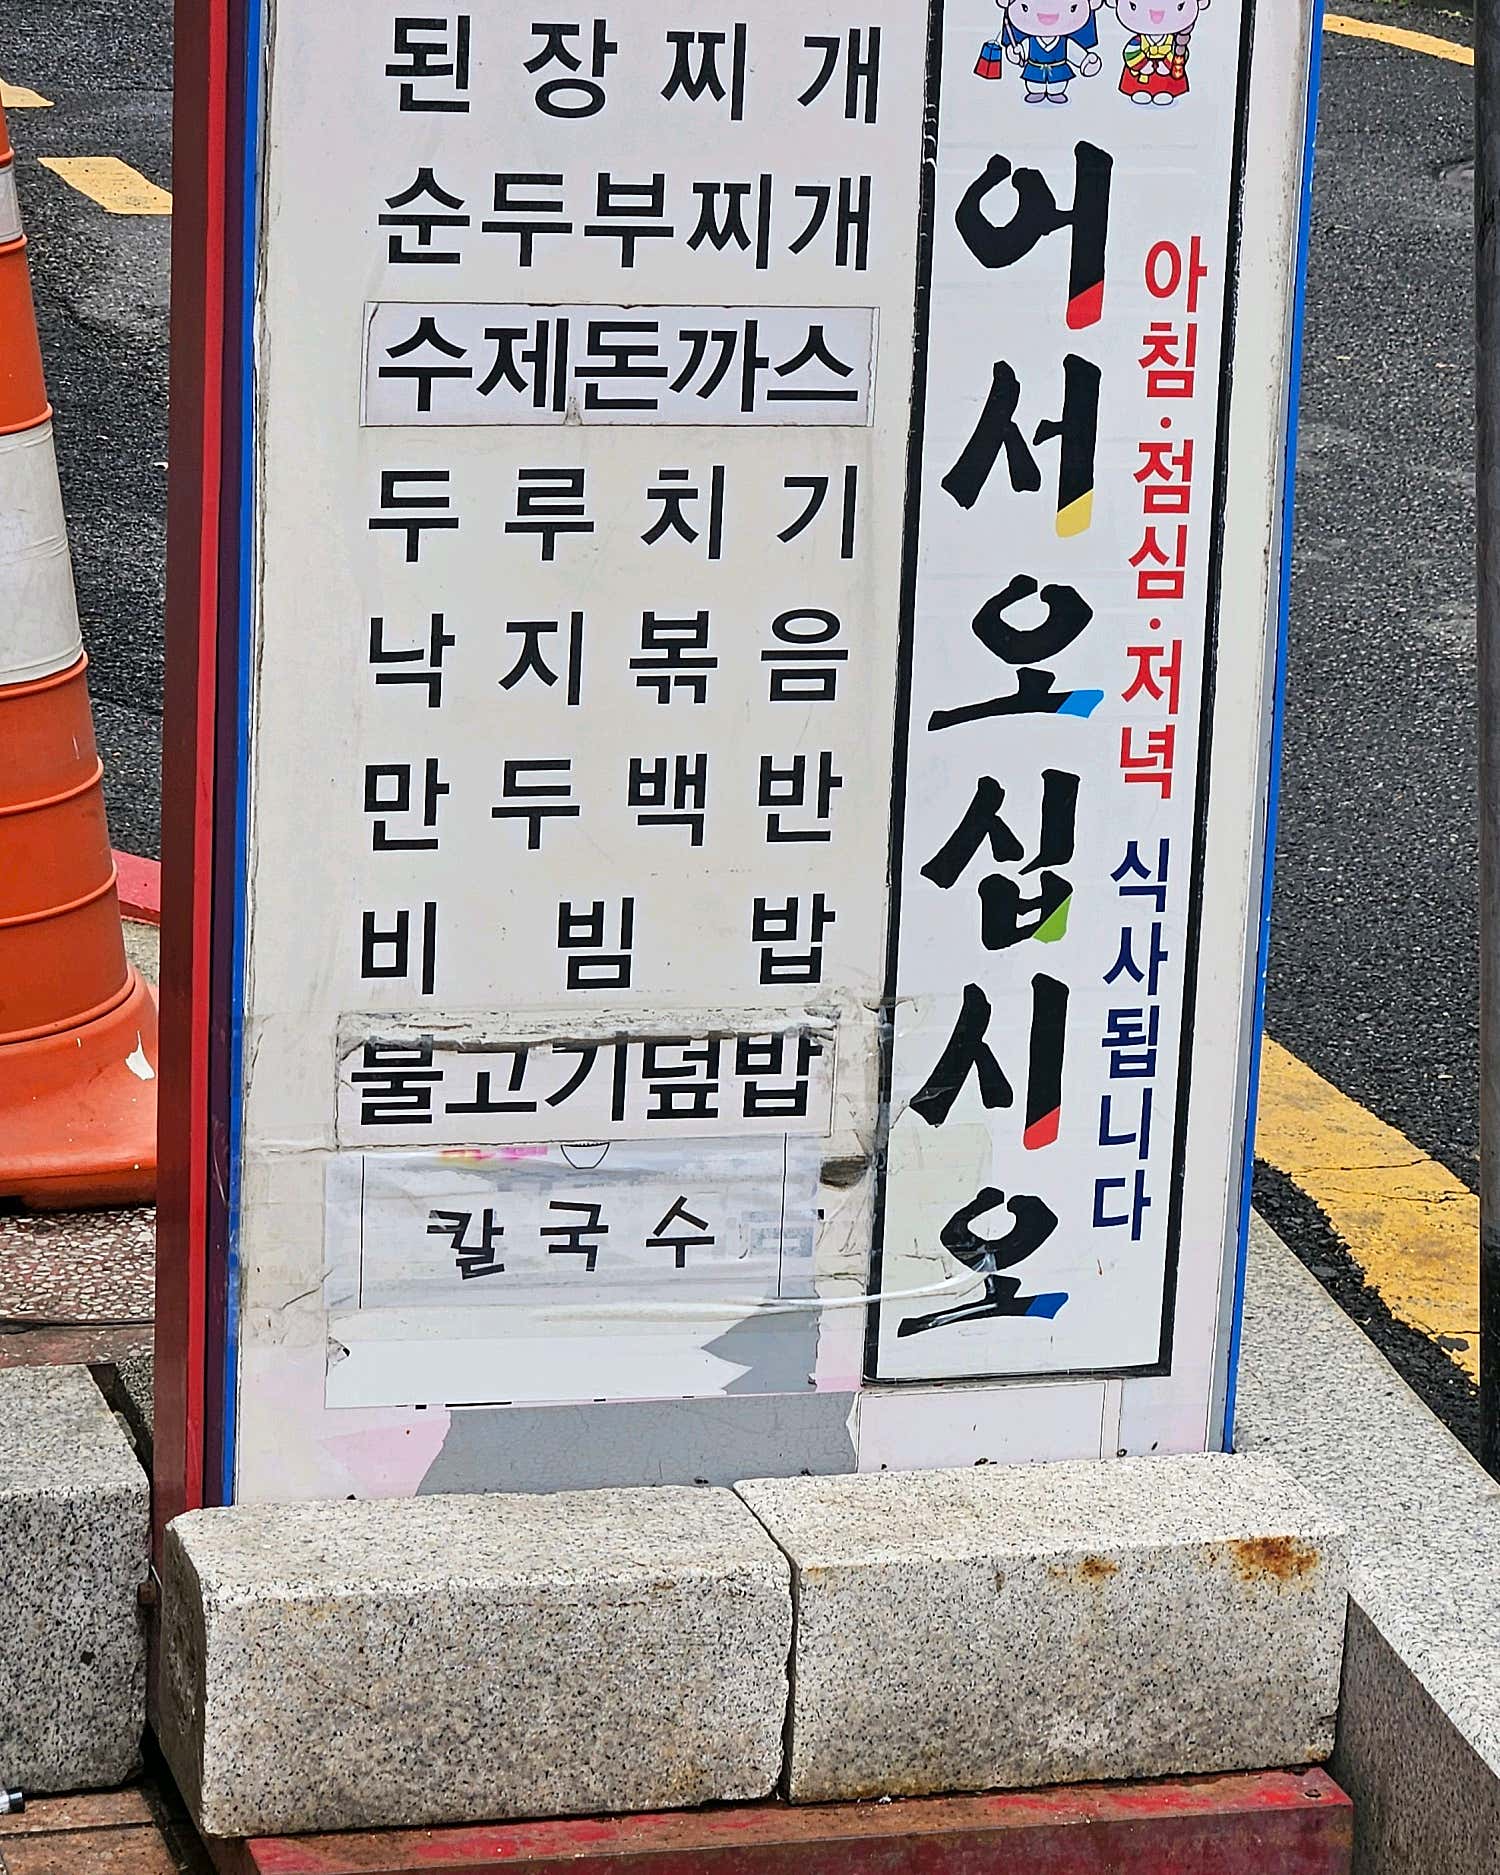 된장찌개
순두부찌개
수제돈까스
두루치기
낙지볶음
만두백반
비빔밥
불고기덮밥
칼국수
어서오십시오
아침·점심·저녁 식사됩니다